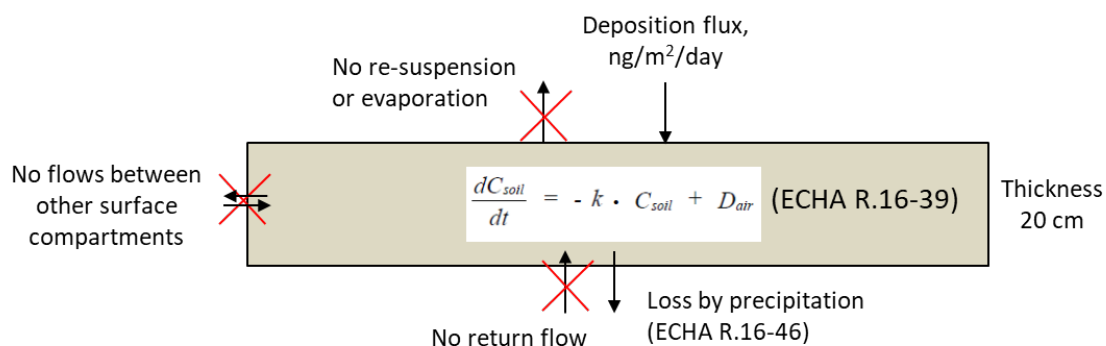 Deposition flux,
ng/m²/day
No re-suspension
or evaporation
No flows between
other surface
compartments
dC_soil/dt = - k · C_soil + D_air (ECHA R.16-39)
Thickness
20 cm
Loss by precipitation
(ECHA R.16-46)
No return flow